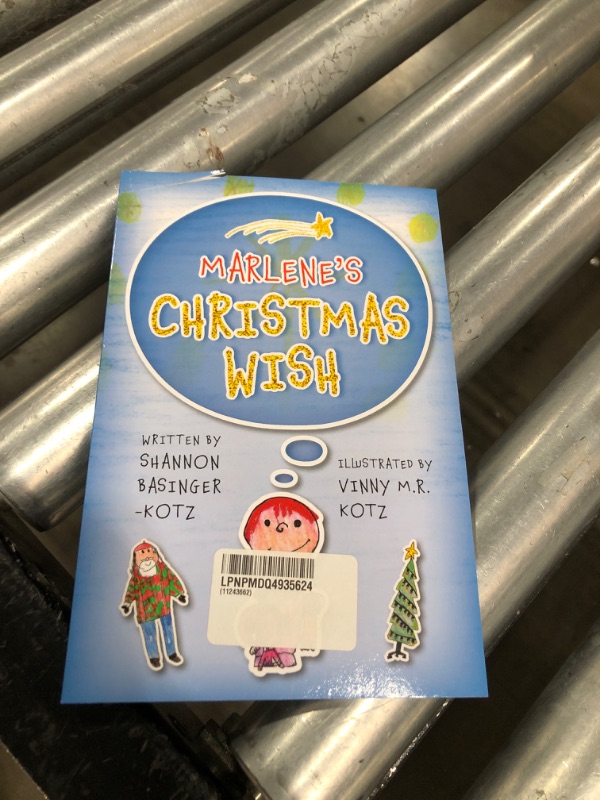 MARLENE'S
CHRISTMAS
WISH
WRITTEN BY
SHANNON
BASINGER
-KOTZ
ILLUSTRATED BY
VINNY M.R.
KOTZ
LPNPMDQ4935624
(11243662)